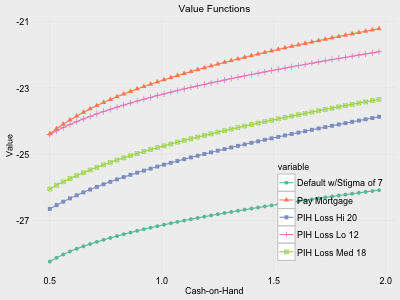 Value Functions
-21
-23
-25
-27
Value
0.5
1.0
1.5
2.0
Cash-on-Hand
variable
Default w/Stigma of 7
Pay Mortgage
PIH Loss Hi 20
PIH Loss Lo 12
PIH Loss Med 18